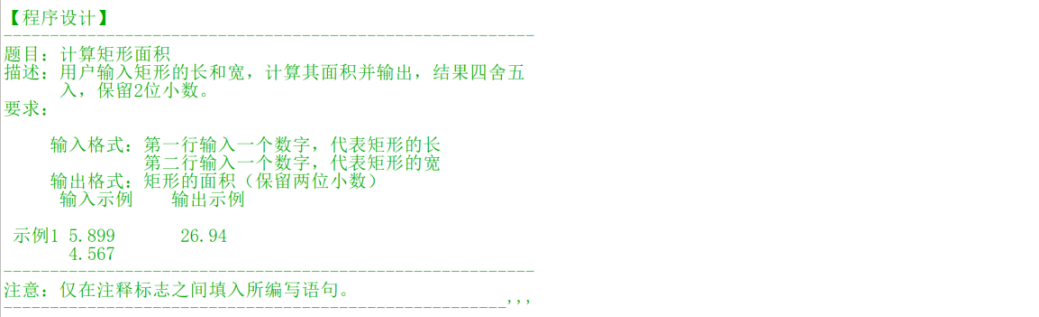 【程序设计】
---------------------------------------------------------
题目：计算矩形面积
描述：用户输入矩形的长和宽，计算其面积并输出，结果四舍五
入，保留2位小数。
要求：
输入格式：第一行输入一个数字，代表矩形的长
第二行输入一个数字，代表矩形的宽
输出格式：矩形的面积（保留两位小数）
输入示例    输出示例
示例1 5.899       26.94
4.567
---------------------------------------------------------
注意：仅在注释标志之间填入所编写语句。
------------------------------------------------------'''